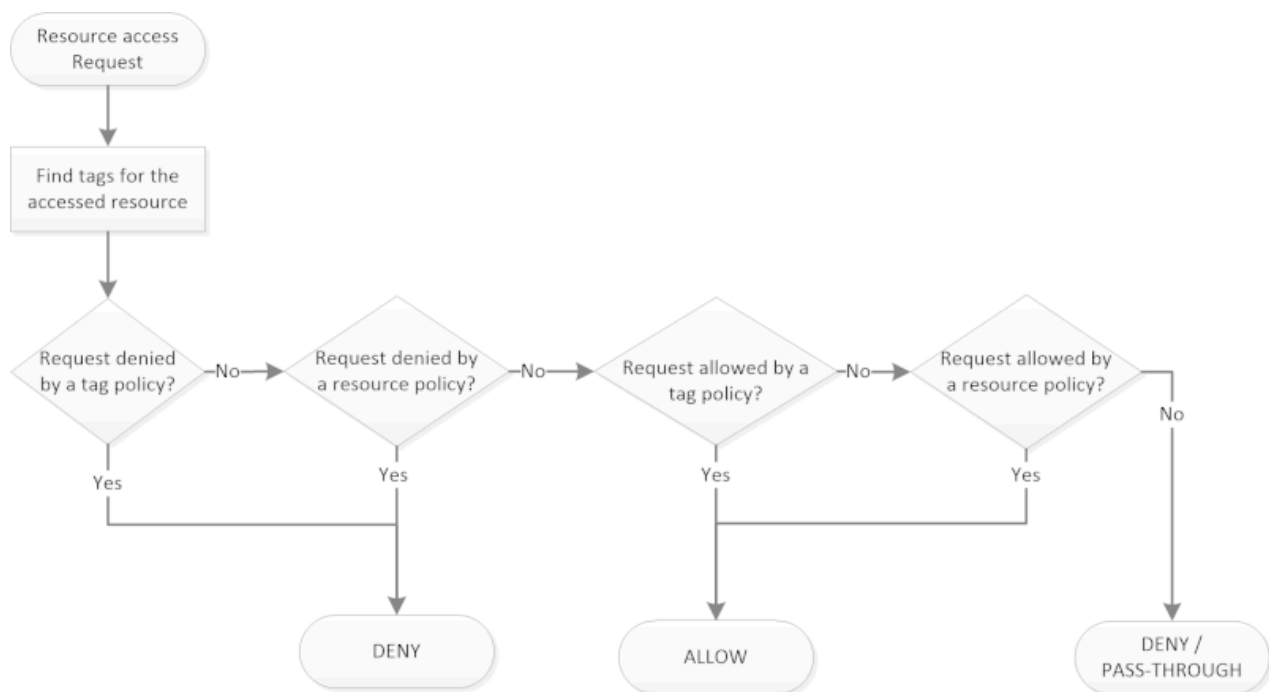 Resource access
Request
Find tags for the
accessed resource
Request denied
by a tag policy?
No
Request denied by
a resource policy?
No
Request allowed by a
tag policy?
No
Request allowed by
a resource policy?
No
Yes
Yes
Yes
Yes
DENY
ALLOW
DENY /
PASS-THROUGH